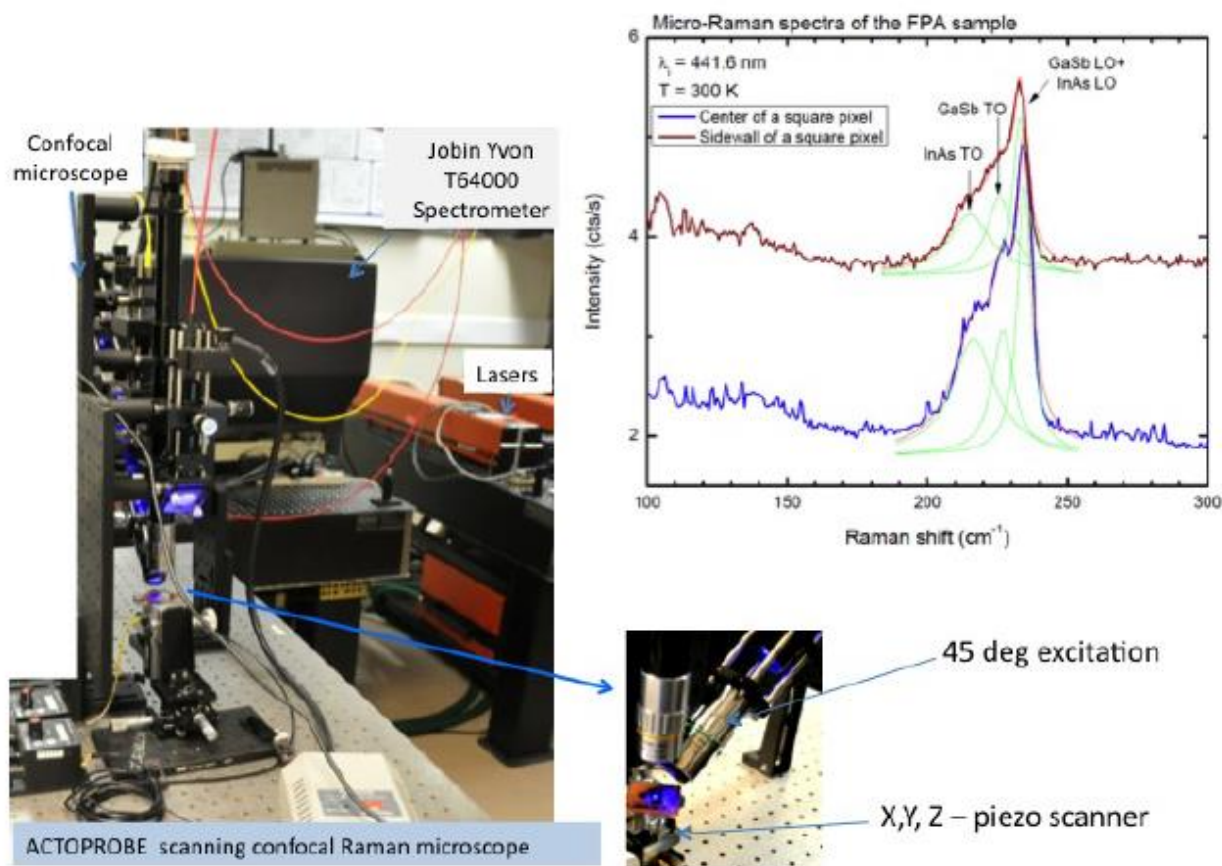 Confocal
microscope
Jobin Yvon
T64000
Spectrometer
Lasers
ACTOPROBE scanning confocal Raman microscope
Micro-Raman spectra of the FPA sample
6
4
2
Intensity (cts/s)
λi = 441.6 nm
T = 300 K
Center of a square pixel
Sidewall of a square pixel
GaSb LO+
InAs LO
GaSb TO
InAs TO
100 150 200 250 300
Raman shift (cm⁻¹)
45 deg excitation
X,Y, Z – piezo scanner